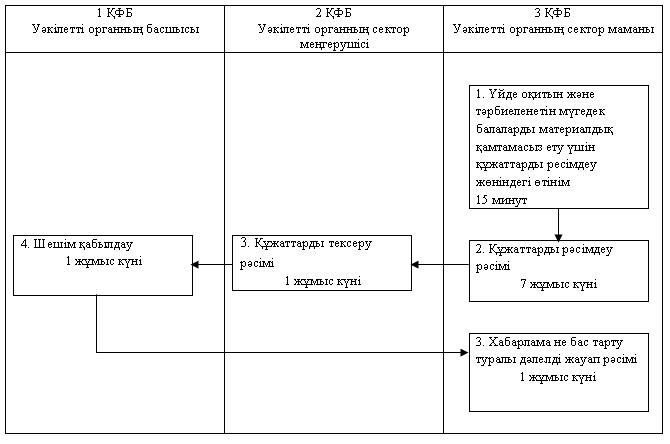 1 ҚФБ
Уәкілетті органның басшысы
2 ҚФБ
Уәкілетті органның сектор
меңгерушісі
3 ҚФБ
Уәкілетті органның сектор маманы
1. Үйде оқитын және
тәрбиеленетін мүгедек
балаларды материалдық
қамтамасыз ету үшін
құжаттарды ресімдеу
жөніндегі өтінім
15 минут
4. Шешім қабылдау
1 жұмыс күні
3. Құжаттарды тексеру
рәсімі
1 жұмыс күні
2. Құжаттарды рәсімдеу
рәсімі
7 жұмыс күні
3. Хабарлама не бас тарту
туралы дәлелді жауап рәсімі
1 жұмыс күні